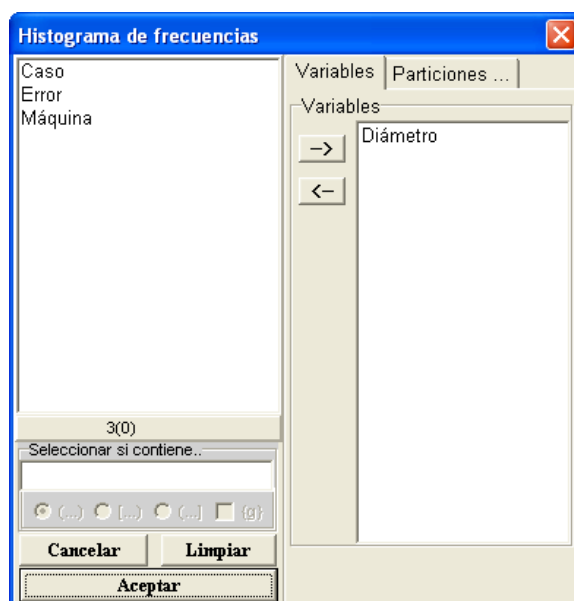 Histograma de frecuencias
Caso
Error
Máquina
3(0)
Seleccionar si contiene..
(...) [...) (...] {g}
Cancelar Limpiar
Aceptar
Variables Particiones ...
Variables
-->
Diámetro
<--